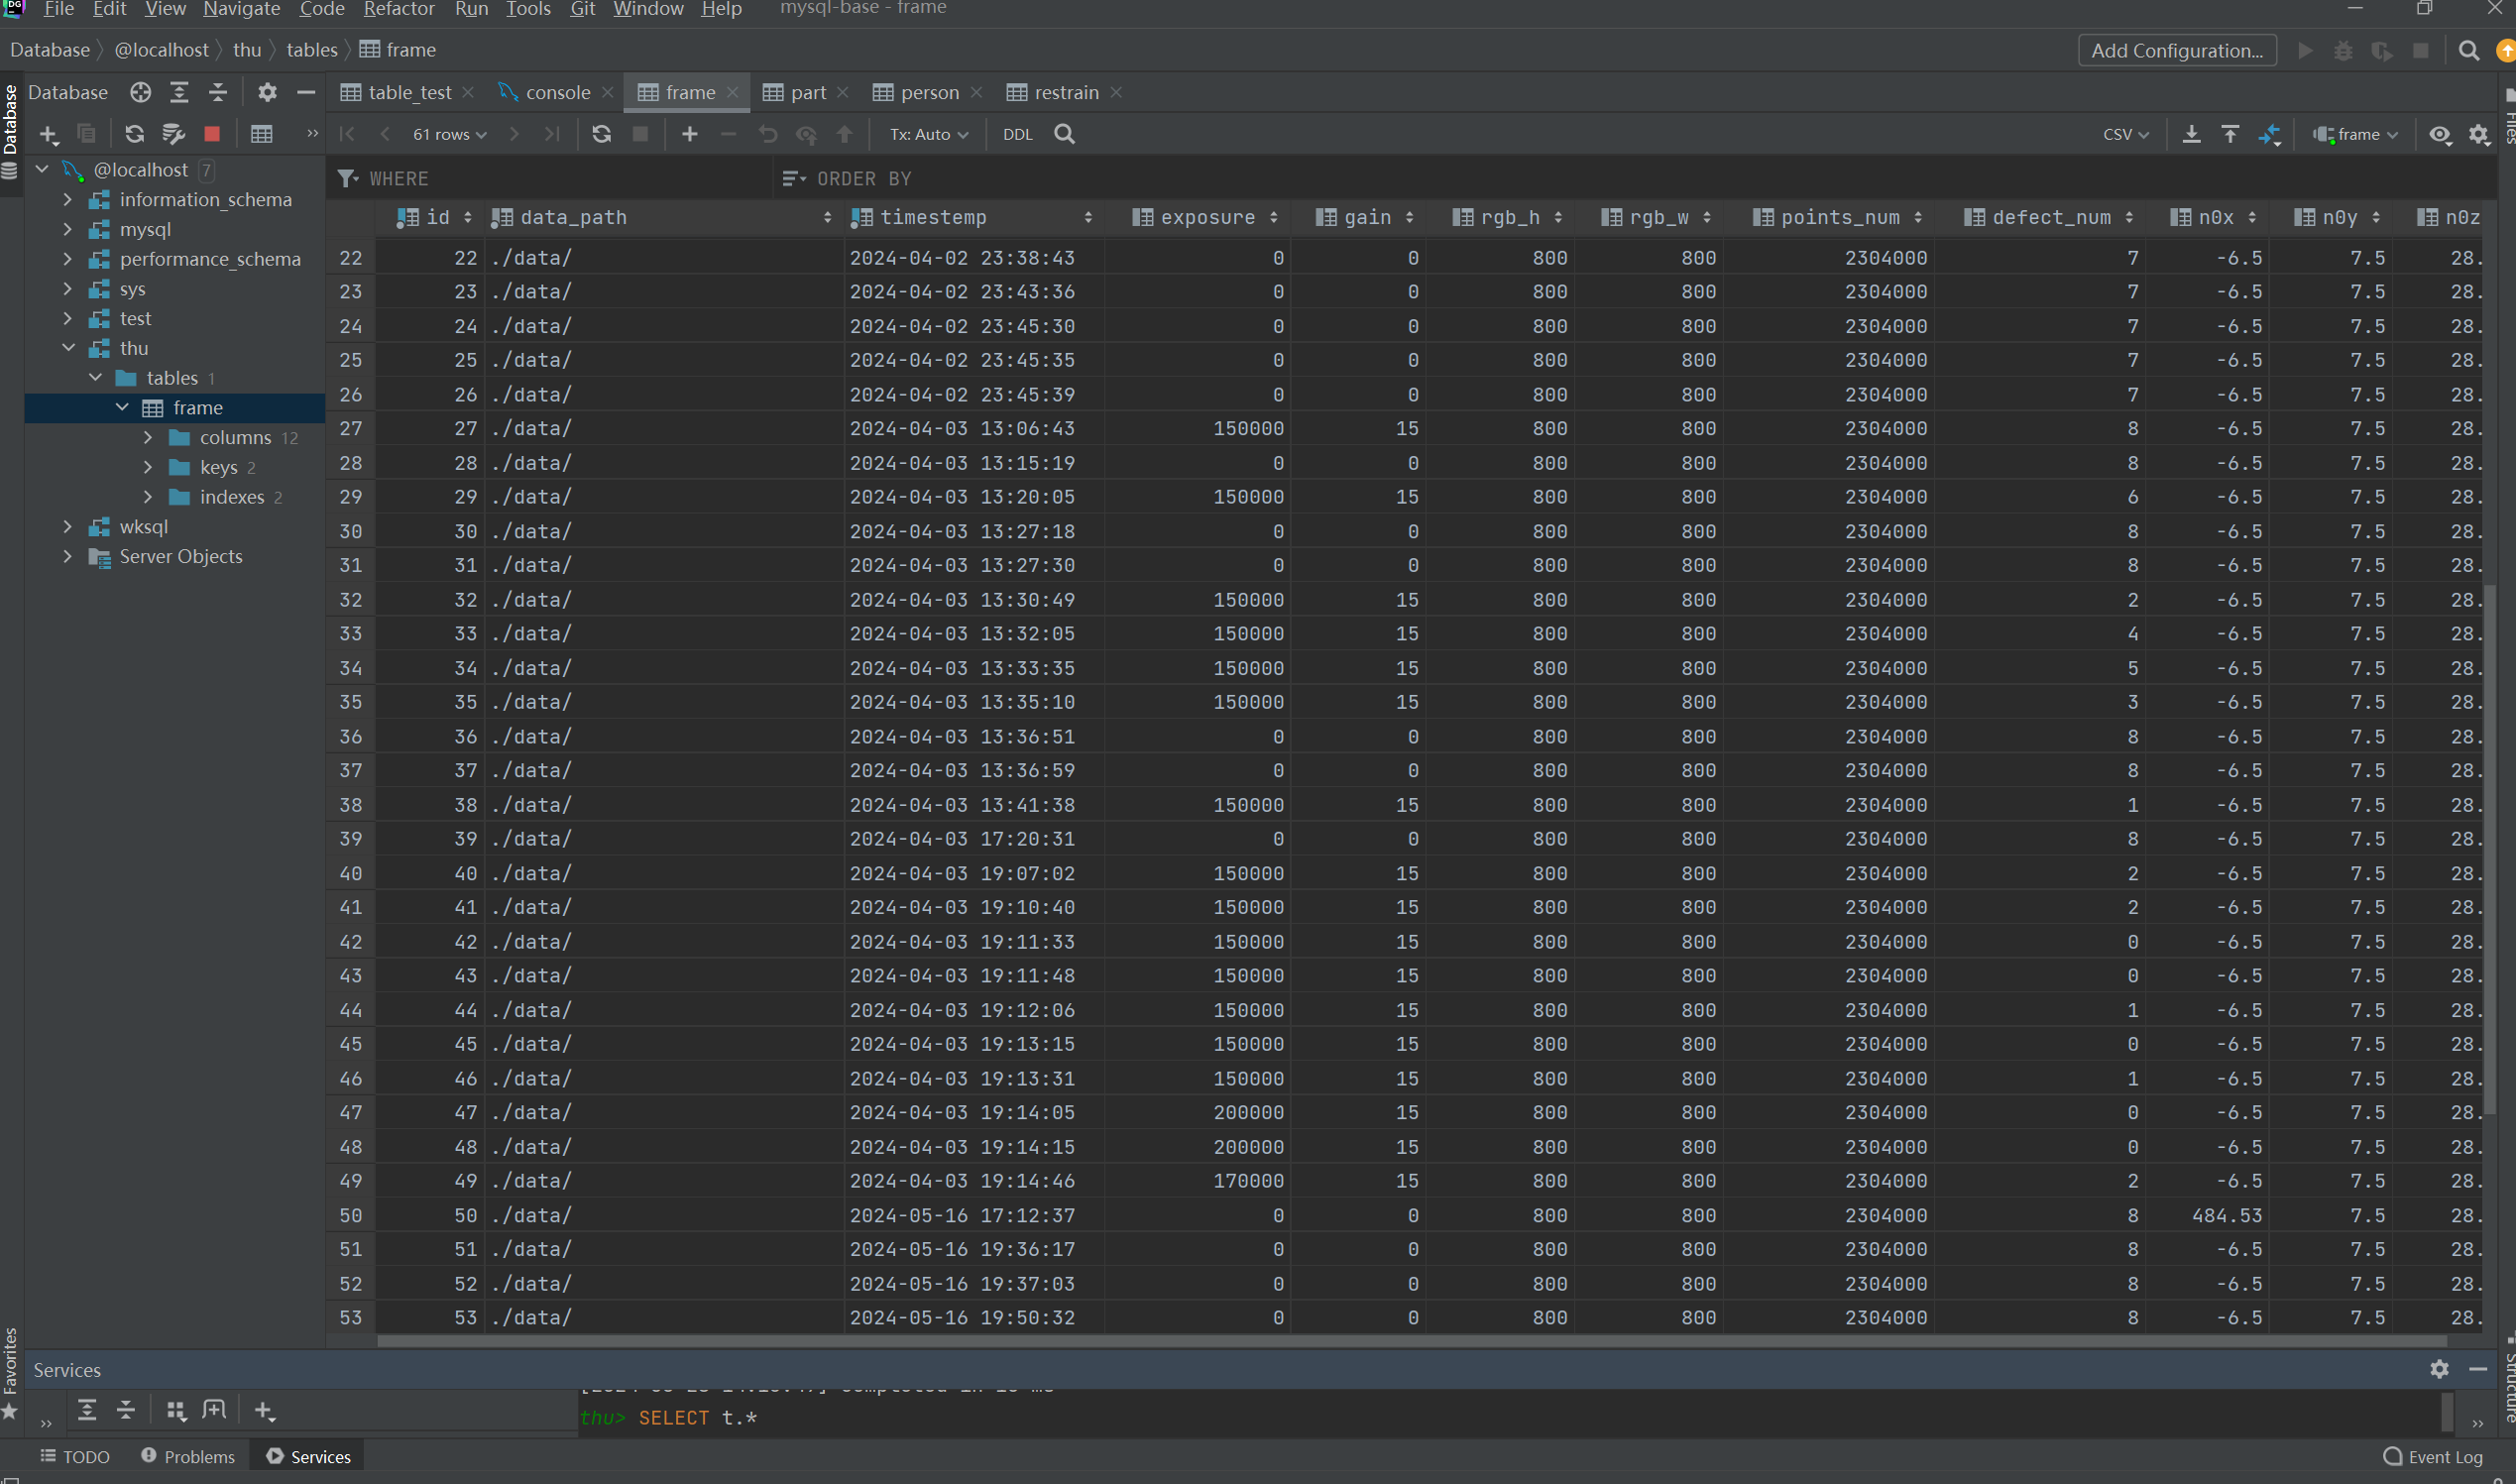 File Edit View Navigate Code Refactor Run Tools Git Window Help mysql-base - frame
Database @localhost thu tables frame Add Configuration...
Database table_test console frame part person restrain
61 rows Tx: Auto DDL CSV frame
WHERE ORDER BY
id data_path timestemp exposure gain rgb_h rgb_w points_num defect_num n0x n0y n0z
22 22 ./data/ 2024-04-02 23:38:43 0 0 800 800 2304000 7 -6.5 7.5 28.
23 23 ./data/ 2024-04-02 23:43:36 0 0 800 800 2304000 7 -6.5 7.5 28.
24 24 ./data/ 2024-04-02 23:45:30 0 0 800 800 2304000 7 -6.5 7.5 28.
25 25 ./data/ 2024-04-02 23:45:35 0 0 800 800 2304000 7 -6.5 7.5 28.
26 26 ./data/ 2024-04-02 23:45:39 0 0 800 800 2304000 7 -6.5 7.5 28.
27 27 ./data/ 2024-04-03 13:06:43 150000 15 800 800 2304000 8 -6.5 7.5 28.
28 28 ./data/ 2024-04-03 13:15:19 0 0 800 800 2304000 8 -6.5 7.5 28.
29 29 ./data/ 2024-04-03 13:20:05 150000 15 800 800 2304000 6 -6.5 7.5 28.
30 30 ./data/ 2024-04-03 13:27:18 0 0 800 800 2304000 8 -6.5 7.5 28.
31 31 ./data/ 2024-04-03 13:27:30 0 0 800 800 2304000 8 -6.5 7.5 28.
32 32 ./data/ 2024-04-03 13:30:49 150000 15 800 800 2304000 2 -6.5 7.5 28.
33 33 ./data/ 2024-04-03 13:32:05 150000 15 800 800 2304000 4 -6.5 7.5 28.
34 34 ./data/ 2024-04-03 13:33:35 150000 15 800 800 2304000 5 -6.5 7.5 28.
35 35 ./data/ 2024-04-03 13:35:10 150000 15 800 800 2304000 3 -6.5 7.5 28.
36 36 ./data/ 2024-04-03 13:36:51 0 0 800 800 2304000 8 -6.5 7.5 28.
37 37 ./data/ 2024-04-03 13:36:59 0 0 800 800 2304000 8 -6.5 7.5 28.
38 38 ./data/ 2024-04-03 13:41:38 150000 15 800 800 2304000 1 -6.5 7.5 28.
39 39 ./data/ 2024-04-03 17:20:31 0 0 800 800 2304000 8 -6.5 7.5 28.
40 40 ./data/ 2024-04-03 19:07:02 150000 15 800 800 2304000 2 -6.5 7.5 28.
41 41 ./data/ 2024-04-03 19:10:40 150000 15 800 800 2304000 2 -6.5 7.5 28.
42 42 ./data/ 2024-04-03 19:11:33 150000 15 800 800 2304000 0 -6.5 7.5 28.
43 43 ./data/ 2024-04-03 19:11:48 150000 15 800 800 2304000 0 -6.5 7.5 28.
44 44 ./data/ 2024-04-03 19:12:06 150000 15 800 800 2304000 1 -6.5 7.5 28.
45 45 ./data/ 2024-04-03 19:13:15 150000 15 800 800 2304000 0 -6.5 7.5 28.
46 46 ./data/ 2024-04-03 19:13:31 150000 15 800 800 2304000 1 -6.5 7.5 28.
47 47 ./data/ 2024-04-03 19:14:05 200000 15 800 800 2304000 0 -6.5 7.5 28.
48 48 ./data/ 2024-04-03 19:14:15 200000 15 800 800 2304000 0 -6.5 7.5 28.
49 49 ./data/ 2024-04-03 19:14:46 170000 15 800 800 2304000 2 -6.5 7.5 28.
50 50 ./data/ 2024-05-16 17:12:37 0 0 800 800 2304000 8 484.53 7.5 28.
51 51 ./data/ 2024-05-16 19:36:17 0 0 800 800 2304000 8 -6.5 7.5 28.
52 52 ./data/ 2024-05-16 19:37:03 0 0 800 800 2304000 8 -6.5 7.5 28.
53 53 ./data/ 2024-05-16 19:50:32 0 0 800 800 2304000 8 -6.5 7.5 28.
@localhost 7
information_schema
mysql
performance_schema
sys
test
thu
tables 1
frame
columns 12
keys 2
indexes 2
wksql
Server Objects
Database
Favorites
Files
Structure
Services
thu> SELECT t.*
TODO Problems Services Event Log